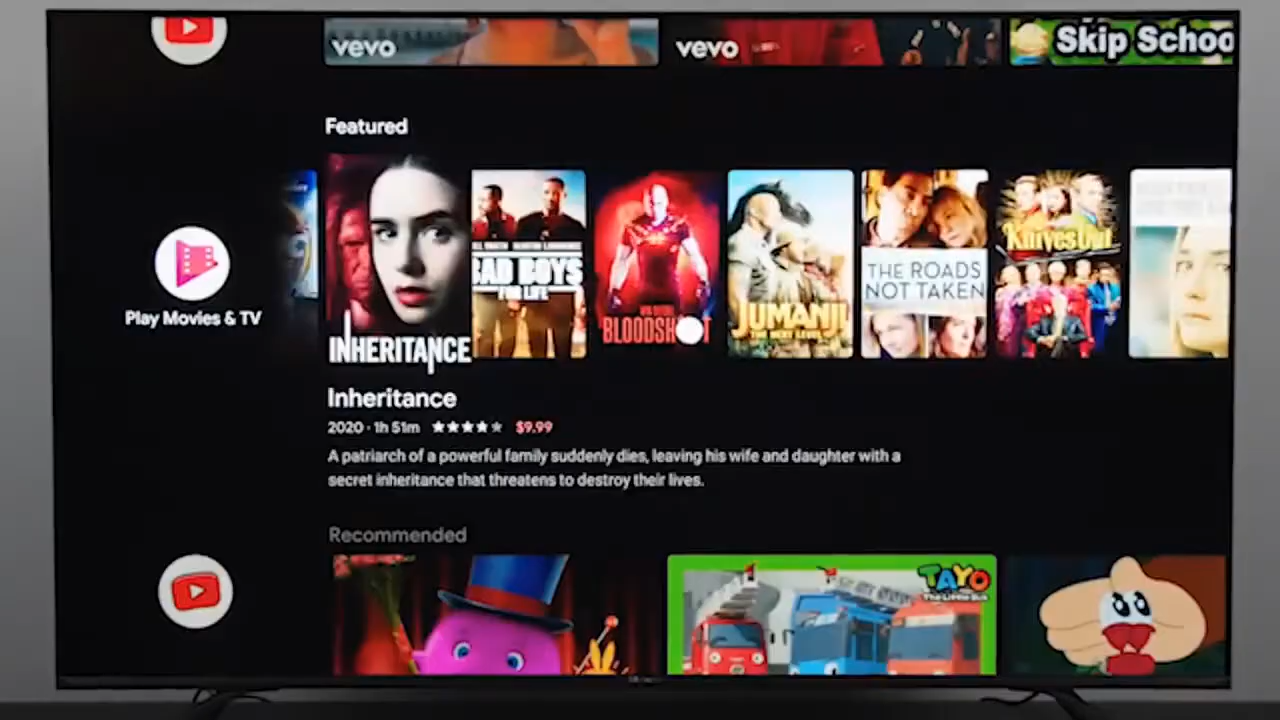 vevo
vevo
Skip Schoo
Featured
Play Movies & TV
INHERITANCE
BAD BOYS
FOR LIFE
BLOODSH T
JUMANJI
THE NEXT LEVEL
THE ROADS
NOT TAKEN
Knives Out
Inheritance
2020 · 1h 51m $9.99
A patriarch of a powerful family suddenly dies, leaving his wife and daughter with a
secret inheritance that threatens to destroy their lives.
Recommended
TAYO
The Little Bus